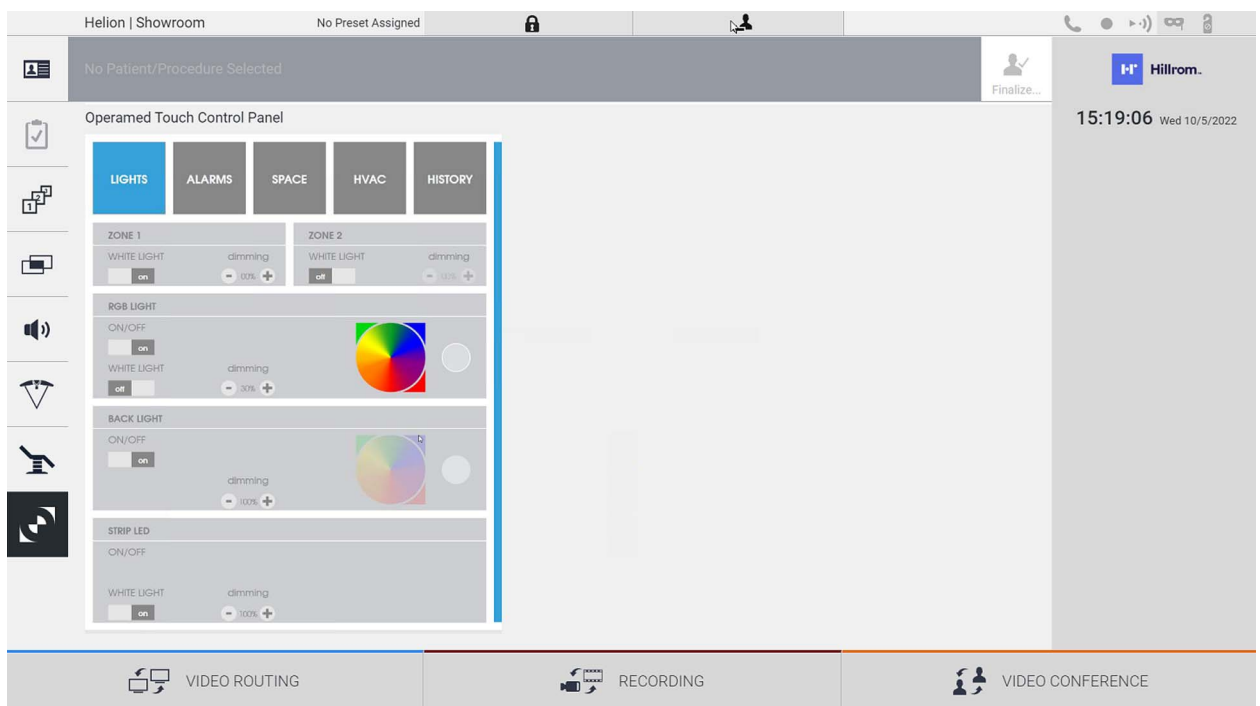 Helion | Showroom
No Preset Assigned
No Patient/Procedure Selected
Finalize...
Hillrom™
15:19:06 Wed 10/5/2022
Operamed Touch Control Panel
LIGHTS ALARMS SPACE HVAC HISTORY
ZONE 1
WHITE LIGHT dimming
on - +
ZONE 2
WHITE LIGHT dimming
off - +
RGB LIGHT
ON/OFF
on
WHITE LIGHT dimming
off - 30% +
BACK LIGHT
ON/OFF
on
dimming
- 100% +
STRIP LED
ON/OFF
WHITE LIGHT dimming
on - 100% +
VIDEO ROUTING
RECORDING
VIDEO CONFERENCE